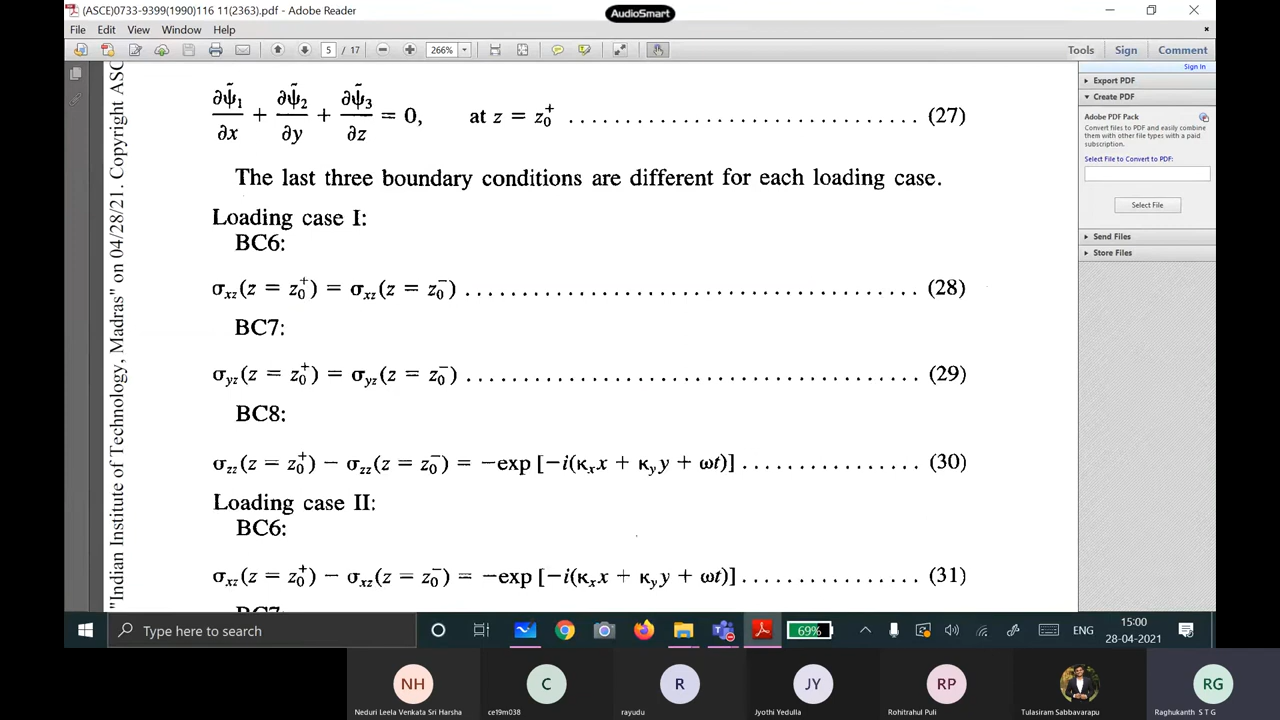 (ASCE)0733-9399(1990)116 11(2363).pdf - Adobe Reader
AudioSmart
File Edit View Window Help
5 / 17 266% Tools Sign Comment
Sign In
Export PDF
Create PDF
Adobe PDF Pack
Convert files to PDF and easily combine
them with other file types with a paid
subscription.
Select File to Convert to PDF:
Select File
Send Files
Store Files
"Indian Institute of Technology, Madras" on 04/28/21. Copyright ASC
∂ψ̃₁/∂x + ∂ψ̃₂/∂y + ∂ψ̃₃/∂z = 0, at z = z₀⁺ ........................................ (27)
The last three boundary conditions are different for each loading case.
Loading case I:
BC6:
σxz(z = z₀⁺) = σxz(z = z₀⁻) ........................................ (28)
BC7:
σyz(z = z₀⁺) = σyz(z = z₀⁻) ........................................ (29)
BC8:
σzz(z = z₀⁺) − σzz(z = z₀⁻) = −exp [−i(κₓx + κᵧy + ωt)] ................ (30)
Loading case II:
BC6:
σxz(z = z₀⁺) − σxz(z = z₀⁻) = −exp [−i(κₓx + κᵧy + ωt)] ................ (31)
BC7:
Type here to search
69%
ENG
15:00
28-04-2021
NH C R JY RP RG
Neduri Leela Venkata Sri Harsha ce19m038 rayudu Jyothi Yedulla Rohitrahul Puli Tulasiram Sabbavarapu Raghukanth S T G